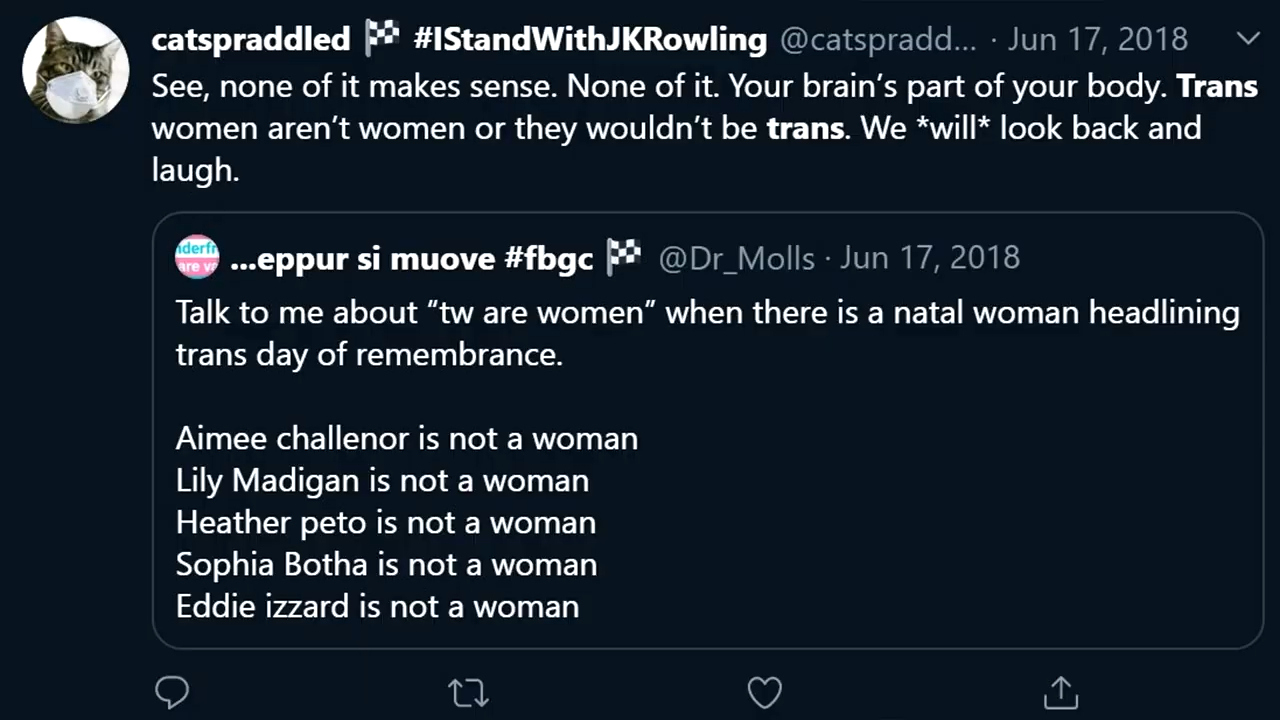 catspraddled 🏁 #IStandWithJKRowling @catspradd... · Jun 17, 2018
See, none of it makes sense. None of it. Your brain’s part of your body. Trans
women aren’t women or they wouldn’t be trans. We *will* look back and
laugh.
...eppur si muove #fbgc 🏁 @Dr_Molls · Jun 17, 2018
Talk to me about “tw are women” when there is a natal woman headlining
trans day of remembrance.
Aimee challenor is not a woman
Lily Madigan is not a woman
Heather peto is not a woman
Sophia Botha is not a woman
Eddie izzard is not a woman